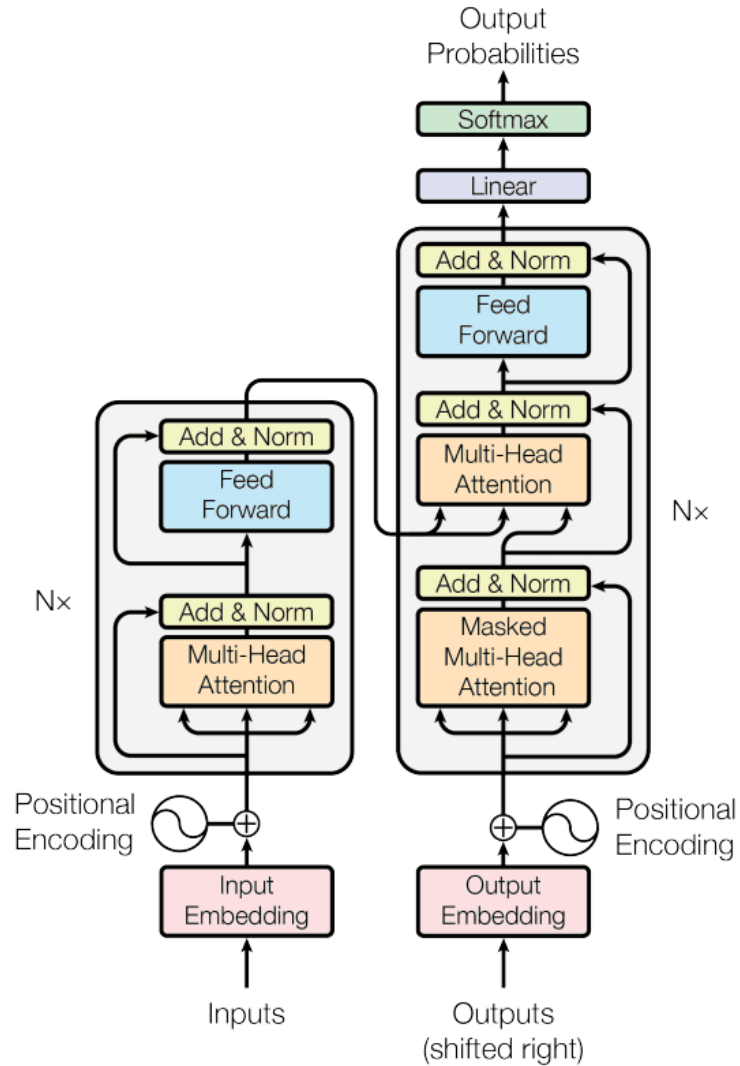 Output
Probabilities
Softmax
Linear
Add & Norm
Feed
Forward
Add & Norm
Multi-Head
Attention
Add & Norm
Masked
Multi-Head
Attention
N×
Add & Norm
Feed
Forward
Add & Norm
Multi-Head
Attention
N×
Positional
Encoding
Positional
Encoding
Input
Embedding
Output
Embedding
Inputs
Outputs
(shifted right)